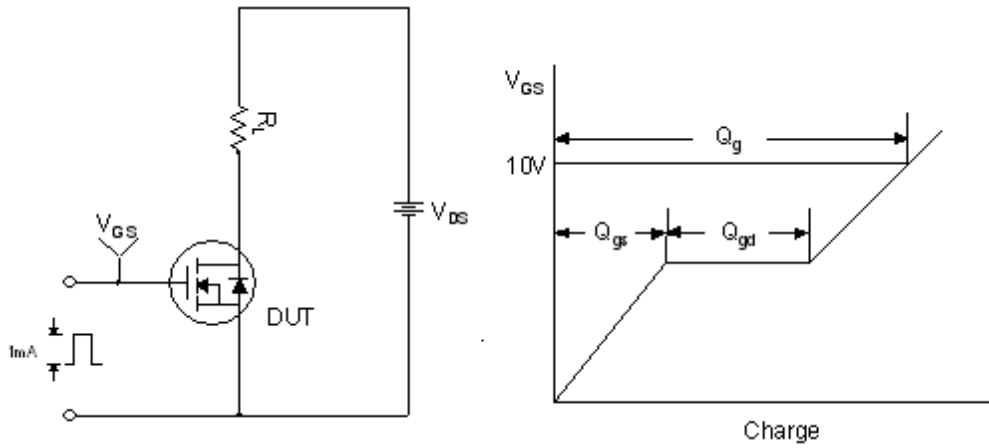 R_L
V_DS
V_GS
DUT
1mA
V_GS
Q_g
10V
Q_gs
Q_gd
Charge